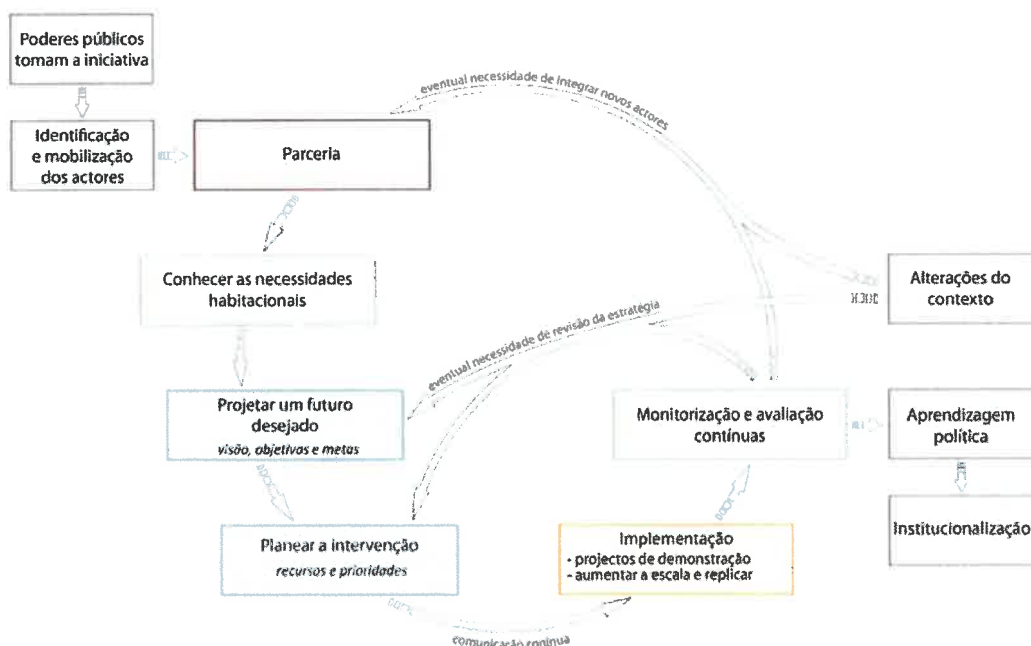 Poderes públicos
tomam a iniciativa
Identificação
e mobilização
dos actores
Parceria
eventual necessidade de integrar novos actores
Conhecer as necessidades
habitacionais
Alterações do
contexto
eventual necessidade de revisão da estratégia
Projetar um futuro
desejado
visão, objetivos e metas
Monitorização e avaliação
contínuas
Aprendizagem
política
Planear a intervenção
recursos e prioridades
Implementação
- projectos de demonstração
- aumentar a escala e replicar
Institucionalização
comunicação contínua